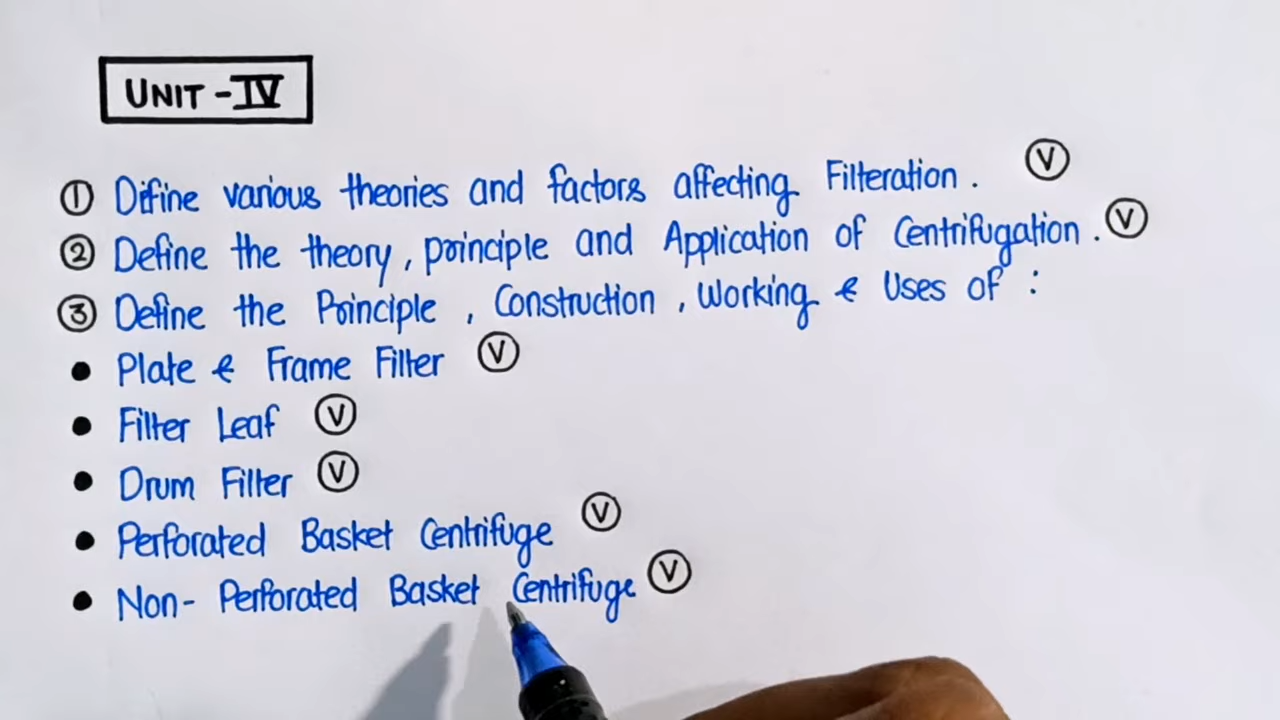 UNIT - IV
① Difine various theories and factors affecting Filteration. Ⓥ
② Define the theory, principle and Application of Centrifugation. Ⓥ
③ Define the Principle, Construction, Working & Uses of :
• Plate & Frame Filter Ⓥ
• Filter Leaf Ⓥ
• Drum Filter Ⓥ
• Perforated Basket Centrifuge Ⓥ
• Non- Perforated Basket Centrifuge Ⓥ